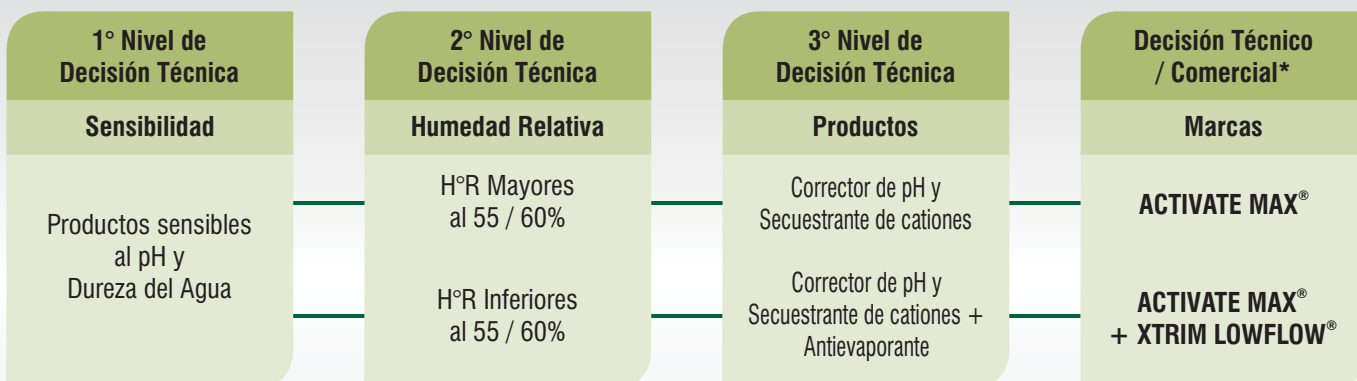 1° Nivel de
Decisión Técnica
Sensibilidad
Productos sensibles
al pH y
Dureza del Agua
2° Nivel de
Decisión Técnica
Humedad Relativa
H°R Mayores
al 55 / 60%
H°R Inferiores
al 55 / 60%
3° Nivel de
Decisión Técnica
Productos
Corrector de pH y
Secuestrante de cationes
Corrector de pH y
Secuestrante de cationes +
Antievaporante
Decisión Técnico
/ Comercial*
Marcas
ACTIVATE MAX®
ACTIVATE MAX®
+ XTRIM LOWFLOW®